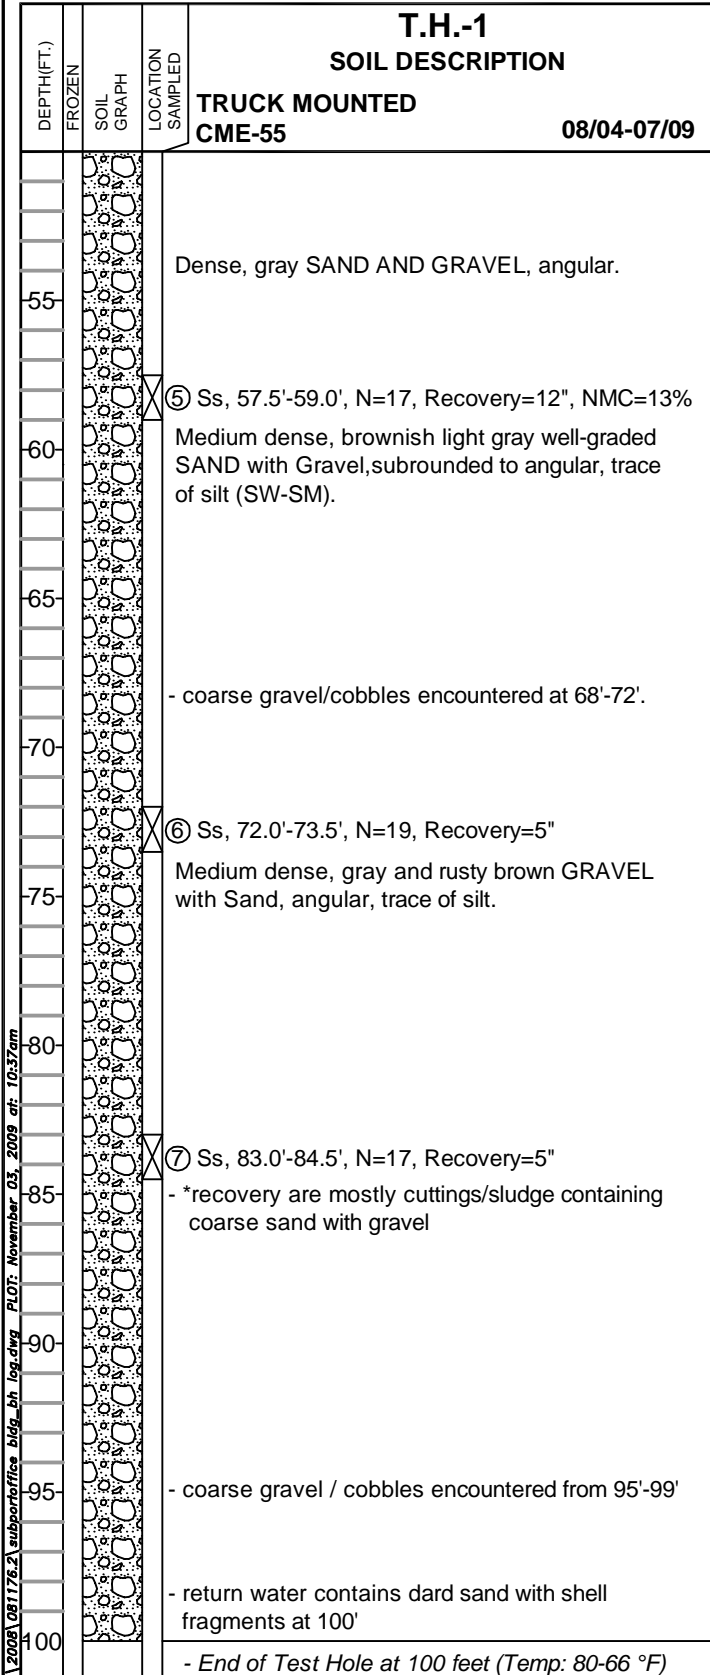 T.H.-1
SOIL DESCRIPTION
TRUCK MOUNTED
CME-55 08/04-07/09
DEPTH(FT.)
FROZEN
SOIL
GRAPH
LOCATION
SAMPLED
Dense, gray SAND AND GRAVEL, angular.
55
5 Ss, 57.5'-59.0', N=17, Recovery=12", NMC=13%
Medium dense, brownish light gray well-graded
60
SAND with Gravel,subrounded to angular, trace
of silt (SW-SM).
65
- coarse gravel/cobbles encountered at 68'-72'.
70
6 Ss, 72.0'-73.5', N=19, Recovery=5"
Medium dense, gray and rusty brown GRAVEL
75
with Sand, angular, trace of silt.
80
7 Ss, 83.0'-84.5', N=17, Recovery=5"
85
- *recovery are mostly cuttings/sludge containing
coarse sand with gravel
90
95
- coarse gravel / cobbles encountered from 95'-99'
- return water contains dard sand with shell
fragments at 100'
100
- End of Test Hole at 100 feet (Temp: 80-66 °F)
\2008\081176.2\subportoffice bldg_bh log.dwg PLOT: November 03, 2009 at: 10:37am